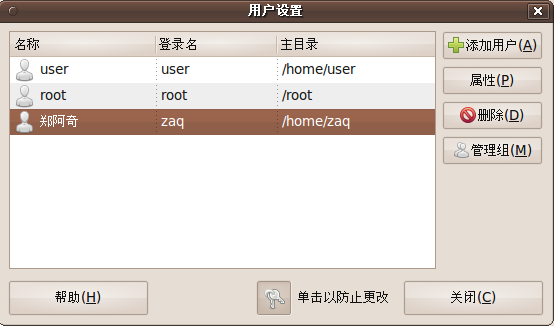 用户设置
名称 登录名 主目录
user user /home/user
root root /root
郑阿奇 zaq /home/zaq
添加用户(A)
属性(P)
删除(D)
管理组(M)
帮助(H) 单击以防止更改 关闭(C)